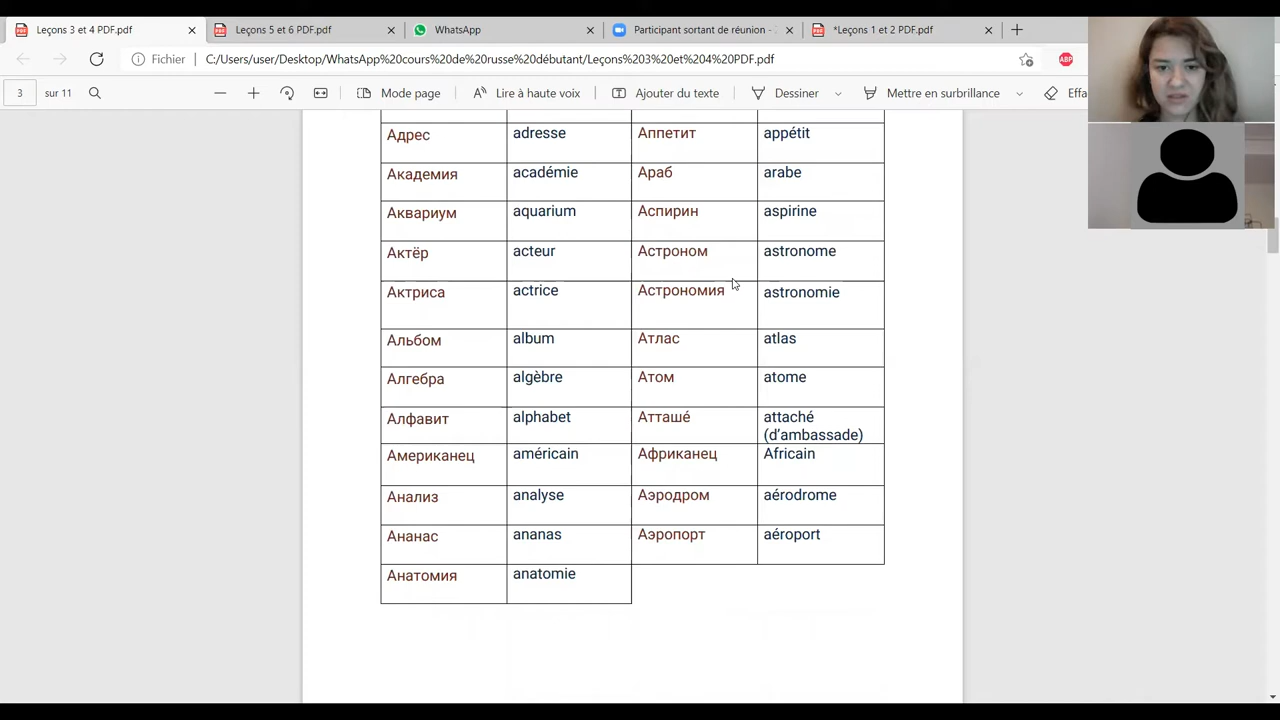 Leçons 3 et 4 PDF.pdf
Leçons 5 et 6 PDF.pdf
WhatsApp
Participant sortant de réunion -
*Leçons 1 et 2 PDF.pdf
Fichier
C:/Users/user/Desktop/WhatsApp%20cours%20de%20russe%20débutant/Leçons%203%20et%204%20PDF.pdf
ABP
3 sur 11
Mode page
Lire à haute voix
Ajouter du texte
Dessiner
Mettre en surbrillance
Effa
Адрес adresse Аппетит appétit
Академия académie Араб arabe
Аквариум aquarium Аспирин aspirine
Актёр acteur Астроном astronome
Актриса actrice Астрономия astronomie
Альбом album Атлас atlas
Алгебра algèbre Атом atome
Алфавит alphabet Атташé attaché
(d’ambassade)
Американец américain Африканец Africain
Анализ analyse Аэродром aérodrome
Ананас ananas Аэропорт aéroport
Анатомия anatomie